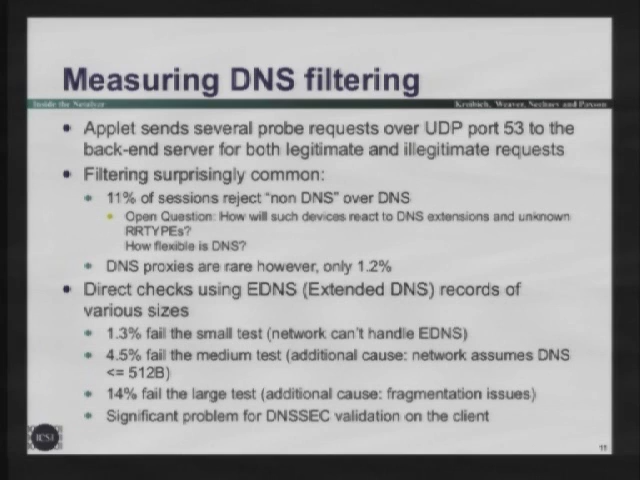 Measuring DNS filtering
Inside the Netalyzr
Kreibich, Weaver, Nechaev and Paxson
• Applet sends several probe requests over UDP port 53 to the
back-end server for both legitimate and illegitimate requests
• Filtering surprisingly common:
• 11% of sessions reject "non DNS" over DNS
• Open Question: How will such devices react to DNS extensions and unknown
RRTYPEs?
How flexible is DNS?
• DNS proxies are rare however, only 1.2%
• Direct checks using EDNS (Extended DNS) records of
various sizes
• 1.3% fail the small test (network can't handle EDNS)
• 4.5% fail the medium test (additional cause: network assumes DNS
<= 512B)
• 14% fail the large test (additional cause: fragmentation issues)
• Significant problem for DNSSEC validation on the client
ICSI
11